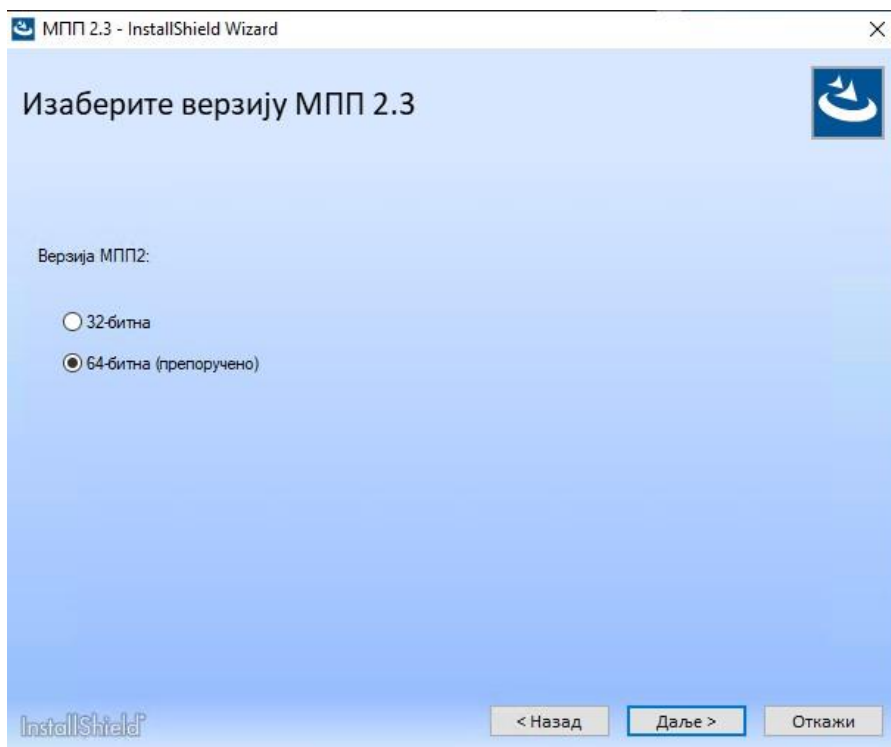 МПП 2.3 - InstallShield Wizard
Изаберите верзију МПП 2.3
Верзија МПП2:
32-битна
64-битна (препоручено)
InstallShield
< Назад
Даље >
Откажи